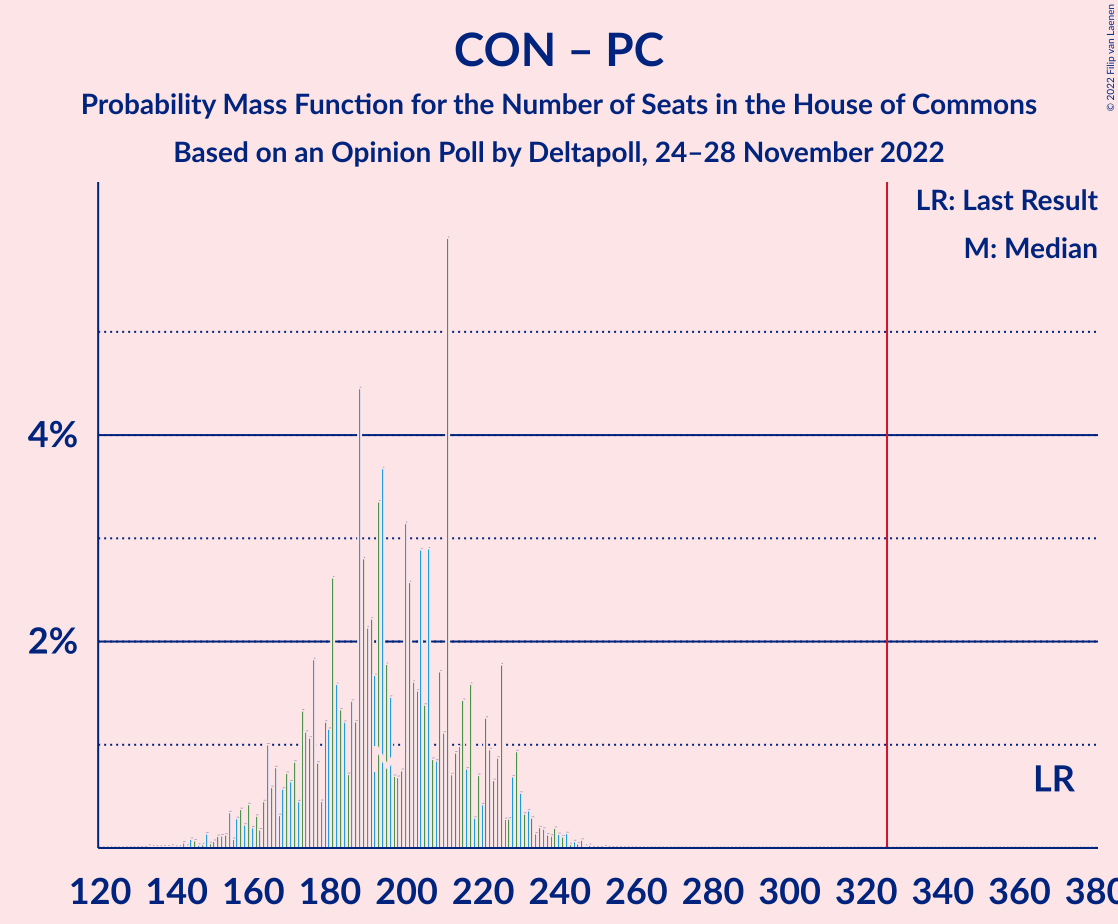 CON – PC
Probability Mass Function for the Number of Seats in the House of Commons
Based on an Opinion Poll by Deltapoll, 24–28 November 2022
© 2022 Filip van Laenen
LR: Last Result
M: Median
4%
2%
LR
120 140 160 180 200 220 240 260 280 300 320 340 360 380